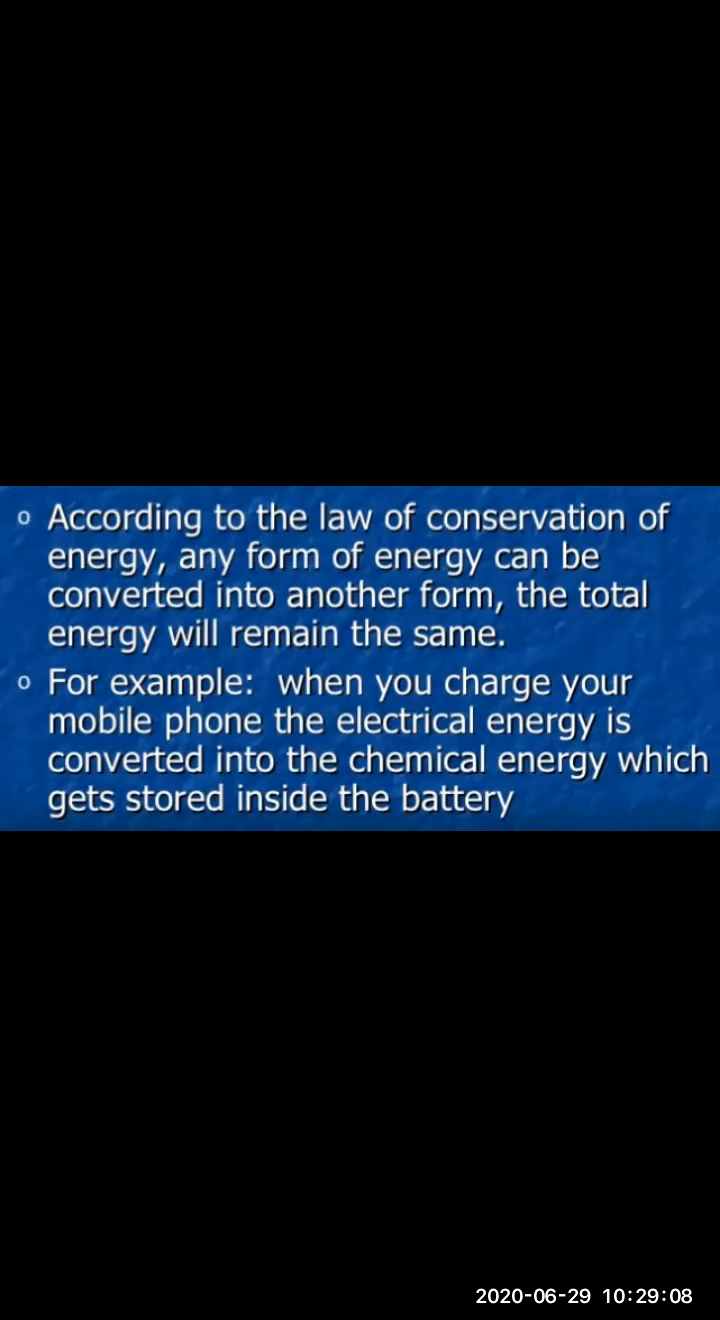 o According to the law of conservation of
energy, any form of energy can be
converted into another form, the total
energy will remain the same.
o For example:  when you charge your
mobile phone the electrical energy is
converted into the chemical energy which
gets stored inside the battery
2020-06-29 10:29:08